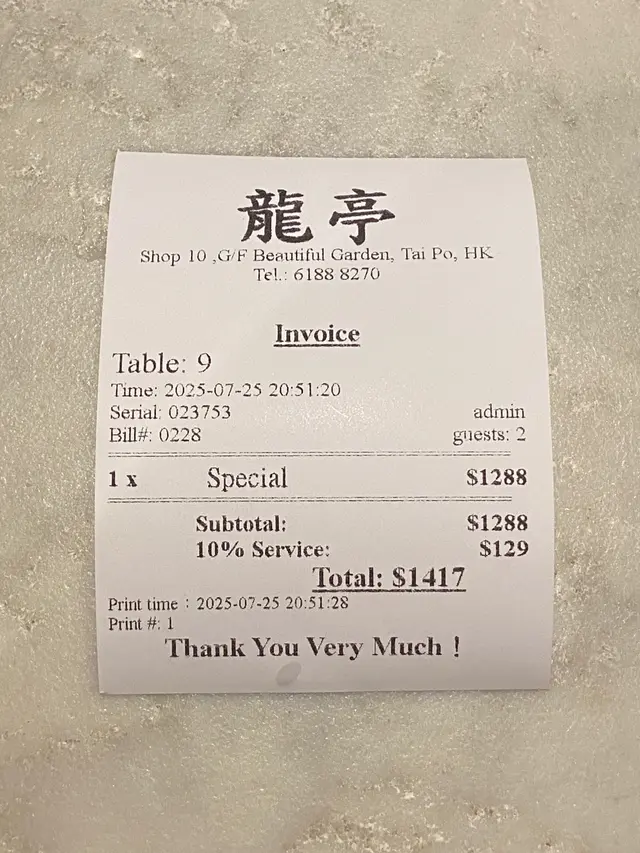 龍亭
Shop 10 ,G/F Beautiful Garden, Tai Po, HK
Tel.: 6188 8270
Invoice
Table: 9
Time: 2025-07-25 20:51:20
Serial: 023753 admin
Bill#: 0228 guests: 2
1 x Special $1288
Subtotal: $1288
10% Service: $129
Total: $1417
Print time : 2025-07-25 20:51:28
Print #: 1
Thank You Very Much !